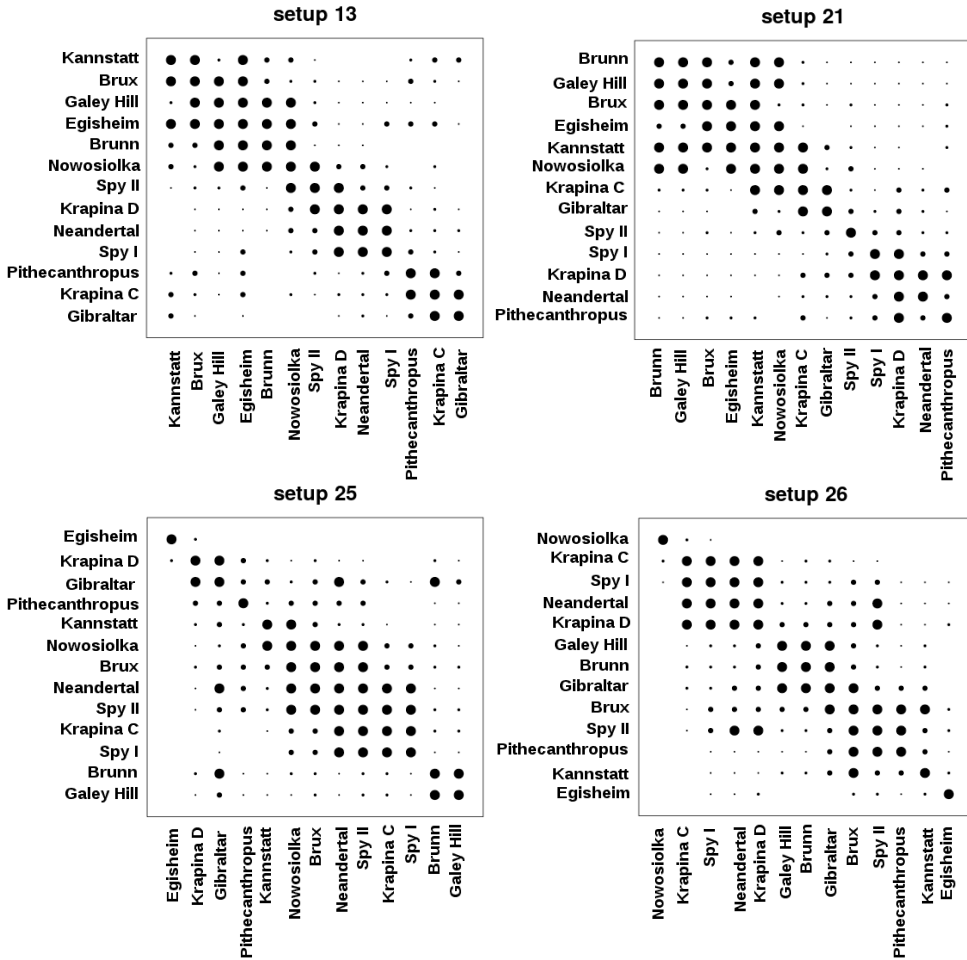 setup 13
Kannstatt
Brux
Galey Hill
Egisheim
Brunn
Nowosiolka
Spy II
Krapina D
Neandertal
Spy I
Pithecanthropus
Krapina C
Gibraltar
Kannstatt
Brux
Galey Hill
Egisheim
Brunn
Nowosiolka
Spy II
Krapina D
Neandertal
Spy I
Pithecanthropus
Krapina C
Gibraltar
setup 21
Brunn
Galey Hill
Brux
Egisheim
Kannstatt
Nowosiolka
Krapina C
Gibraltar
Spy II
Spy I
Krapina D
Neandertal
Pithecanthropus
Brunn
Galey Hill
Brux
Egisheim
Kannstatt
Nowosiolka
Krapina C
Gibraltar
Spy II
Spy I
Krapina D
Neandertal
Pithecanthropus
setup 25
Egisheim
Krapina D
Gibraltar
Pithecanthropus
Kannstatt
Nowosiolka
Brux
Neandertal
Spy II
Krapina C
Spy I
Brunn
Galey Hill
Egisheim
Krapina D
Gibraltar
Pithecanthropus
Kannstatt
Nowosiolka
Brux
Neandertal
Spy II
Krapina C
Spy I
Brunn
Galey Hill
setup 26
Nowosiolka
Krapina C
Spy I
Neandertal
Krapina D
Galey Hill
Brunn
Gibraltar
Brux
Spy II
Pithecanthropus
Kannstatt
Egisheim
Nowosiolka
Krapina C
Spy I
Neandertal
Krapina D
Galey Hill
Brunn
Gibraltar
Brux
Spy II
Pithecanthropus
Kannstatt
Egisheim